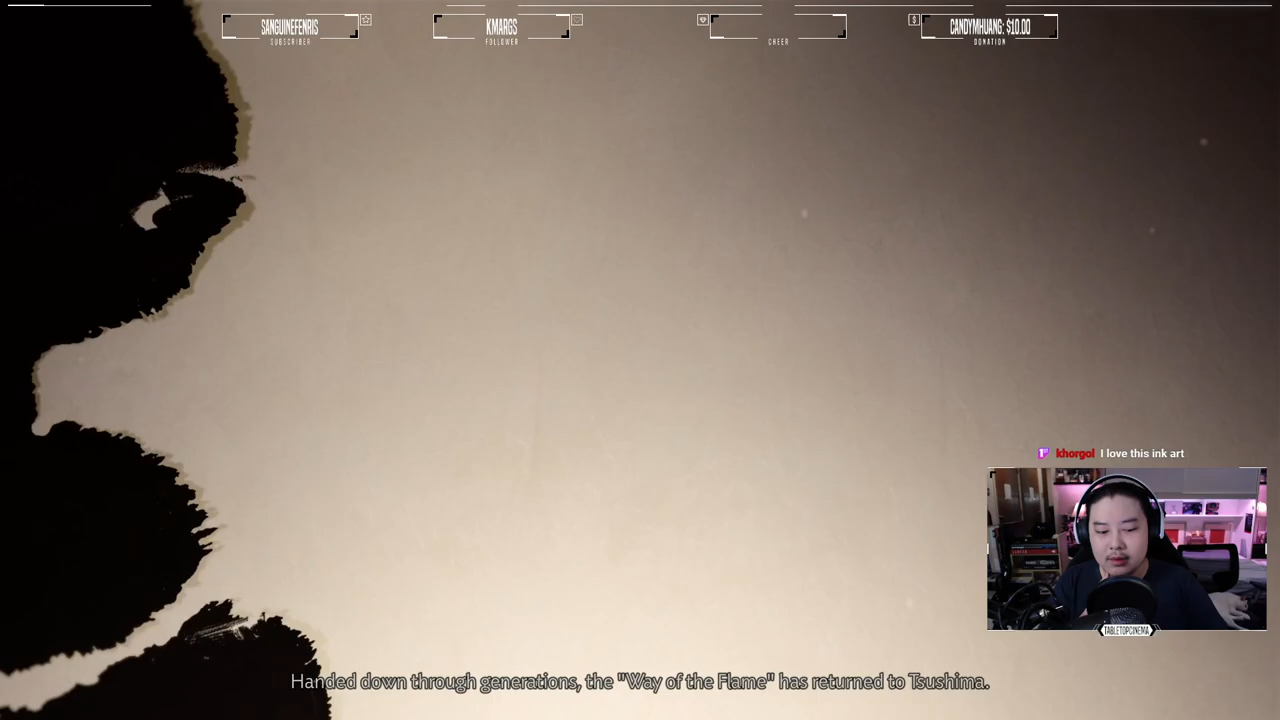 SANGUINEFENRIS
SUBSCRIBER
KMARGS
FOLLOWER
CHEER
$
CANDYMHUANG: $10.00
DONATION
khorgol I love this ink art
TABLETOPCINEMA
Handed down through generations, the "Way of the Flame" has returned to Tsushima.